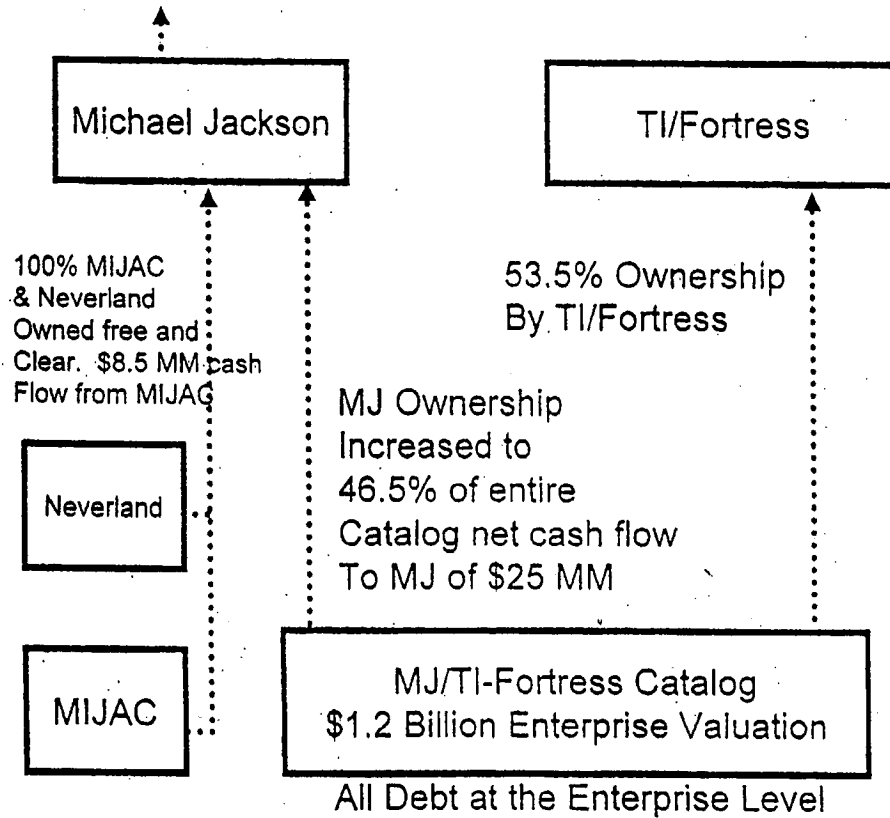 Michael Jackson
TI/Fortress
100% MIJAC
& Neverland
Owned free and
Clear. $8.5 MM cash
Flow from MIJAC
53.5% Ownership
By TI/Fortress
MJ Ownership
Increased to
46.5% of entire
Catalog net cash flow
To MJ of $25 MM
Neverland
MIJAC
MJ/TI-Fortress Catalog
$1.2 Billion Enterprise Valuation
All Debt at the Enterprise Level